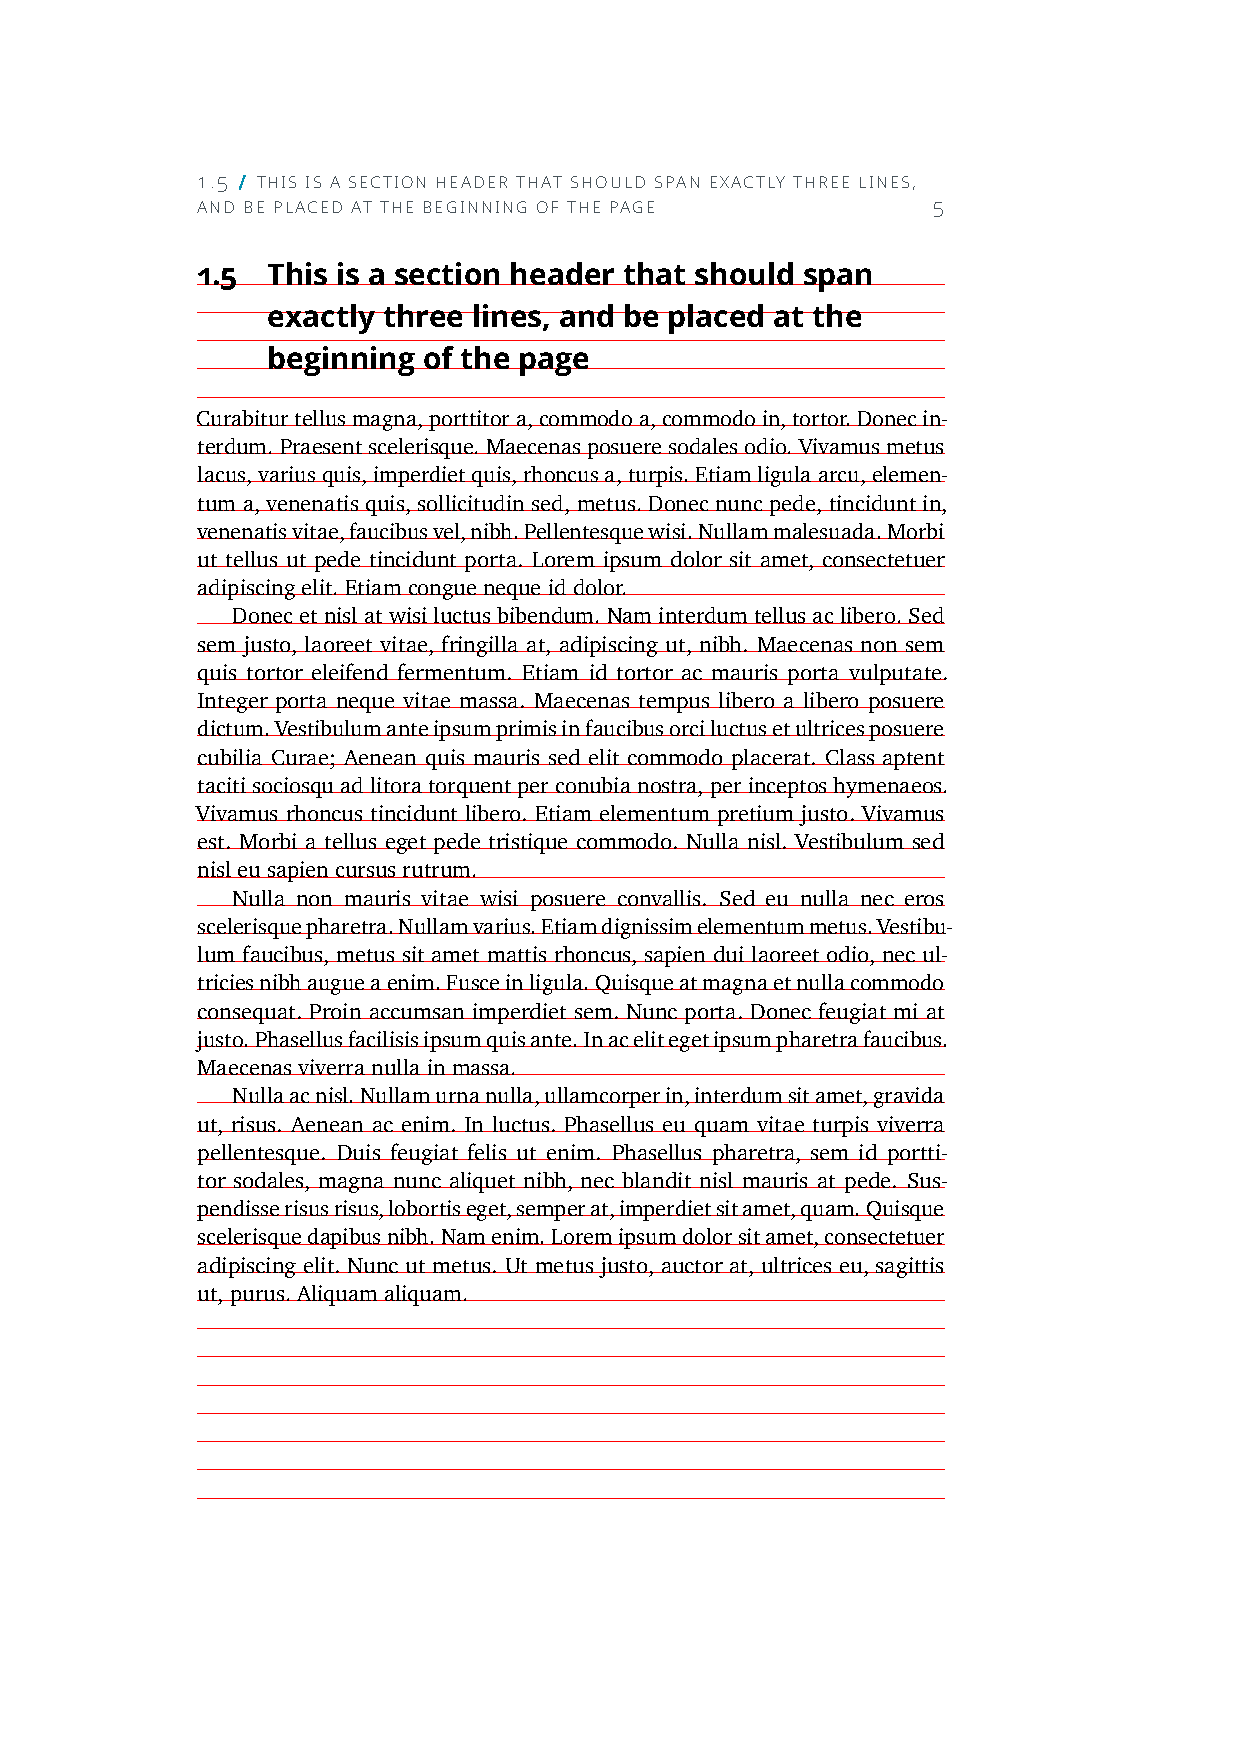 1.5 / THIS IS A SECTION HEADER THAT SHOULD SPAN EXACTLY THREE LINES,
AND BE PLACED AT THE BEGINNING OF THE PAGE 5
1.5 This is a section header that should span
exactly three lines, and be placed at the
beginning of the page
Curabitur tellus magna, porttitor a, commodo a, commodo in, tortor. Donec in-
terdum. Praesent scelerisque. Maecenas posuere sodales odio. Vivamus metus
lacus, varius quis, imperdiet quis, rhoncus a, turpis. Etiam ligula arcu, elemen-
tum a, venenatis quis, sollicitudin sed, metus. Donec nunc pede, tincidunt in,
venenatis vitae, faucibus vel, nibh. Pellentesque wisi. Nullam malesuada. Morbi
ut tellus ut pede tincidunt porta. Lorem ipsum dolor sit amet, consectetuer
adipiscing elit. Etiam congue neque id dolor.
Donec et nisl at wisi luctus bibendum. Nam interdum tellus ac libero. Sed
sem justo, laoreet vitae, fringilla at, adipiscing ut, nibh. Maecenas non sem
quis tortor eleifend fermentum. Etiam id tortor ac mauris porta vulputate.
Integer porta neque vitae massa. Maecenas tempus libero a libero posuere
dictum. Vestibulum ante ipsum primis in faucibus orci luctus et ultrices posuere
cubilia Curae; Aenean quis mauris sed elit commodo placerat. Class aptent
taciti sociosqu ad litora torquent per conubia nostra, per inceptos hymenaeos.
Vivamus rhoncus tincidunt libero. Etiam elementum pretium justo. Vivamus
est. Morbi a tellus eget pede tristique commodo. Nulla nisl. Vestibulum sed
nisl eu sapien cursus rutrum.
Nulla non mauris vitae wisi posuere convallis. Sed eu nulla nec eros
scelerisque pharetra. Nullam varius. Etiam dignissim elementum metus. Vestibu-
lum faucibus, metus sit amet mattis rhoncus, sapien dui laoreet odio, nec ul-
tricies nibh augue a enim. Fusce in ligula. Quisque at magna et nulla commodo
consequat. Proin accumsan imperdiet sem. Nunc porta. Donec feugiat mi at
justo. Phasellus facilisis ipsum quis ante. In ac elit eget ipsum pharetra faucibus.
Maecenas viverra nulla in massa.
Nulla ac nisl. Nullam urna nulla, ullamcorper in, interdum sit amet, gravida
ut, risus. Aenean ac enim. In luctus. Phasellus eu quam vitae turpis viverra
pellentesque. Duis feugiat felis ut enim. Phasellus pharetra, sem id portti-
tor sodales, magna nunc aliquet nibh, nec blandit nisl mauris at pede. Sus-
pendisse risus risus, lobortis eget, semper at, imperdiet sit amet, quam. Quisque
scelerisque dapibus nibh. Nam enim. Lorem ipsum dolor sit amet, consectetuer
adipiscing elit. Nunc ut metus. Ut metus justo, auctor at, ultrices eu, sagittis
ut, purus. Aliquam aliquam.